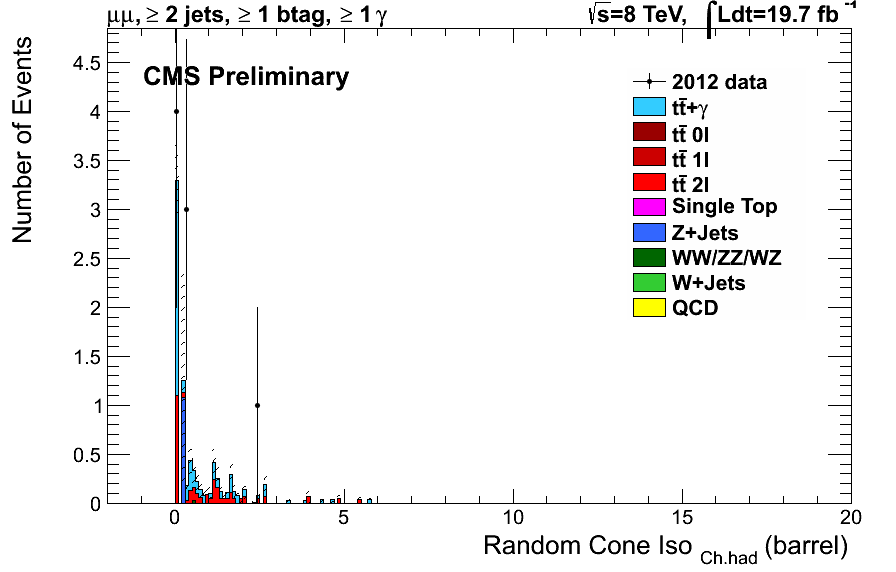 μμ, ≥ 2 jets, ≥ 1 btag, ≥ 1 γ
√s=8 TeV, ∫Ldt=19.7 fb⁻¹
CMS Preliminary
Number of Events
4.5
4
3.5
3
2.5
2
1.5
1
0.5
0
2012 data
tt̄+γ
tt̄ 0l
tt̄ 1l
tt̄ 2l
Single Top
Z+Jets
WW/ZZ/WZ
W+Jets
QCD
0 5 10 15 20
Random Cone Iso Ch.had (barrel)